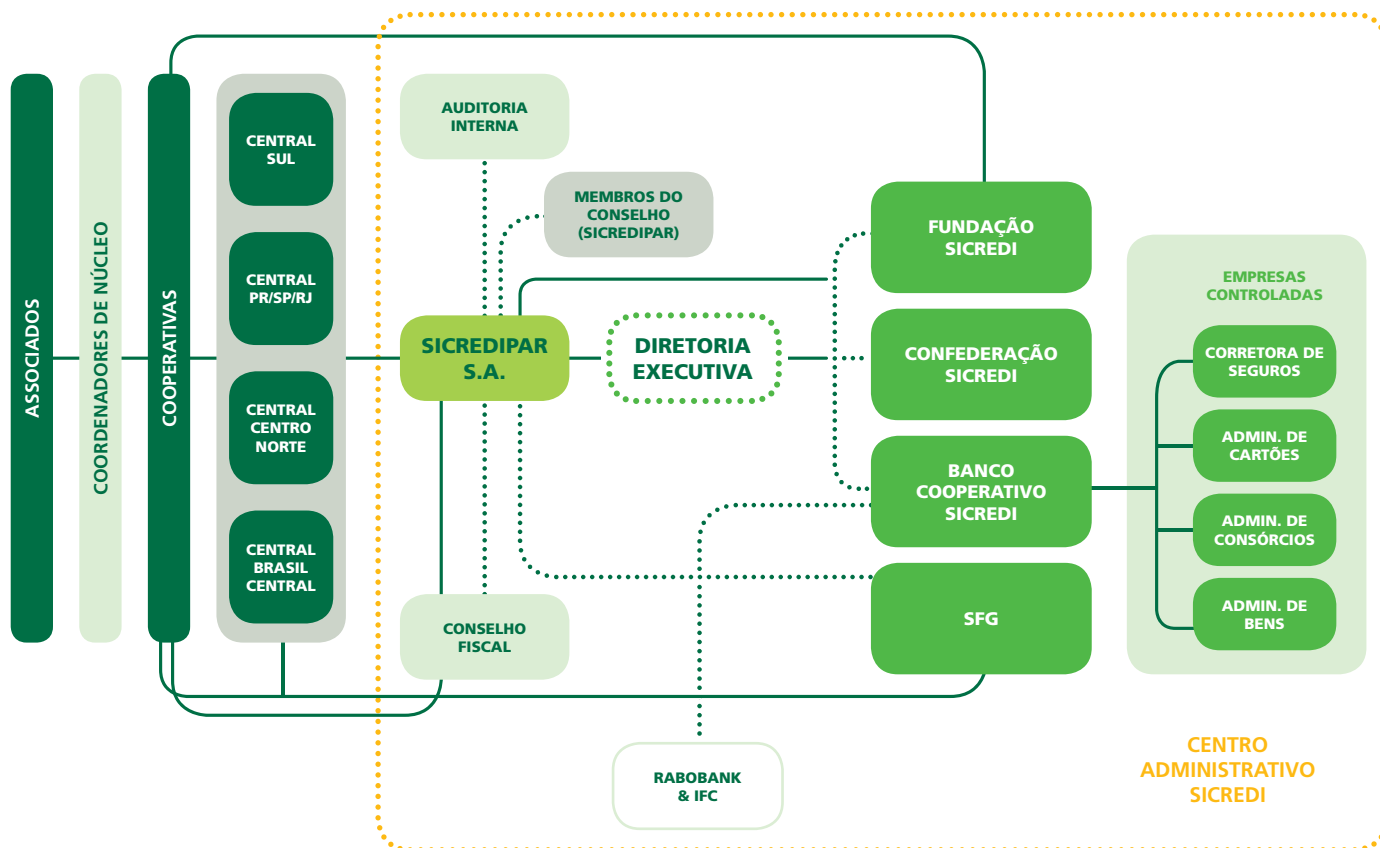 ASSOCIADOS
COORDENADORES DE NÚCLEO
COOPERATIVAS
CENTRAL
SUL
CENTRAL
PR/SP/RJ
CENTRAL
CENTRO
NORTE
CENTRAL
BRASIL
CENTRAL
AUDITORIA
INTERNA
MEMBROS DO
CONSELHO
(SICREDIPAR)
SICREDIPAR
S.A.
DIRETORIA
EXECUTIVA
CONSELHO
FISCAL
RABOBANK
& IFC
FUNDAÇÃO
SICREDI
CONFEDERAÇÃO
SICREDI
BANCO
COOPERATIVO
SICREDI
SFG
EMPRESAS
CONTROLADAS
CORRETORA DE
SEGUROS
ADMIN. DE
CARTÕES
ADMIN. DE
CONSÓRCIOS
ADMIN. DE
BENS
CENTRO
ADMINISTRATIVO
SICREDI